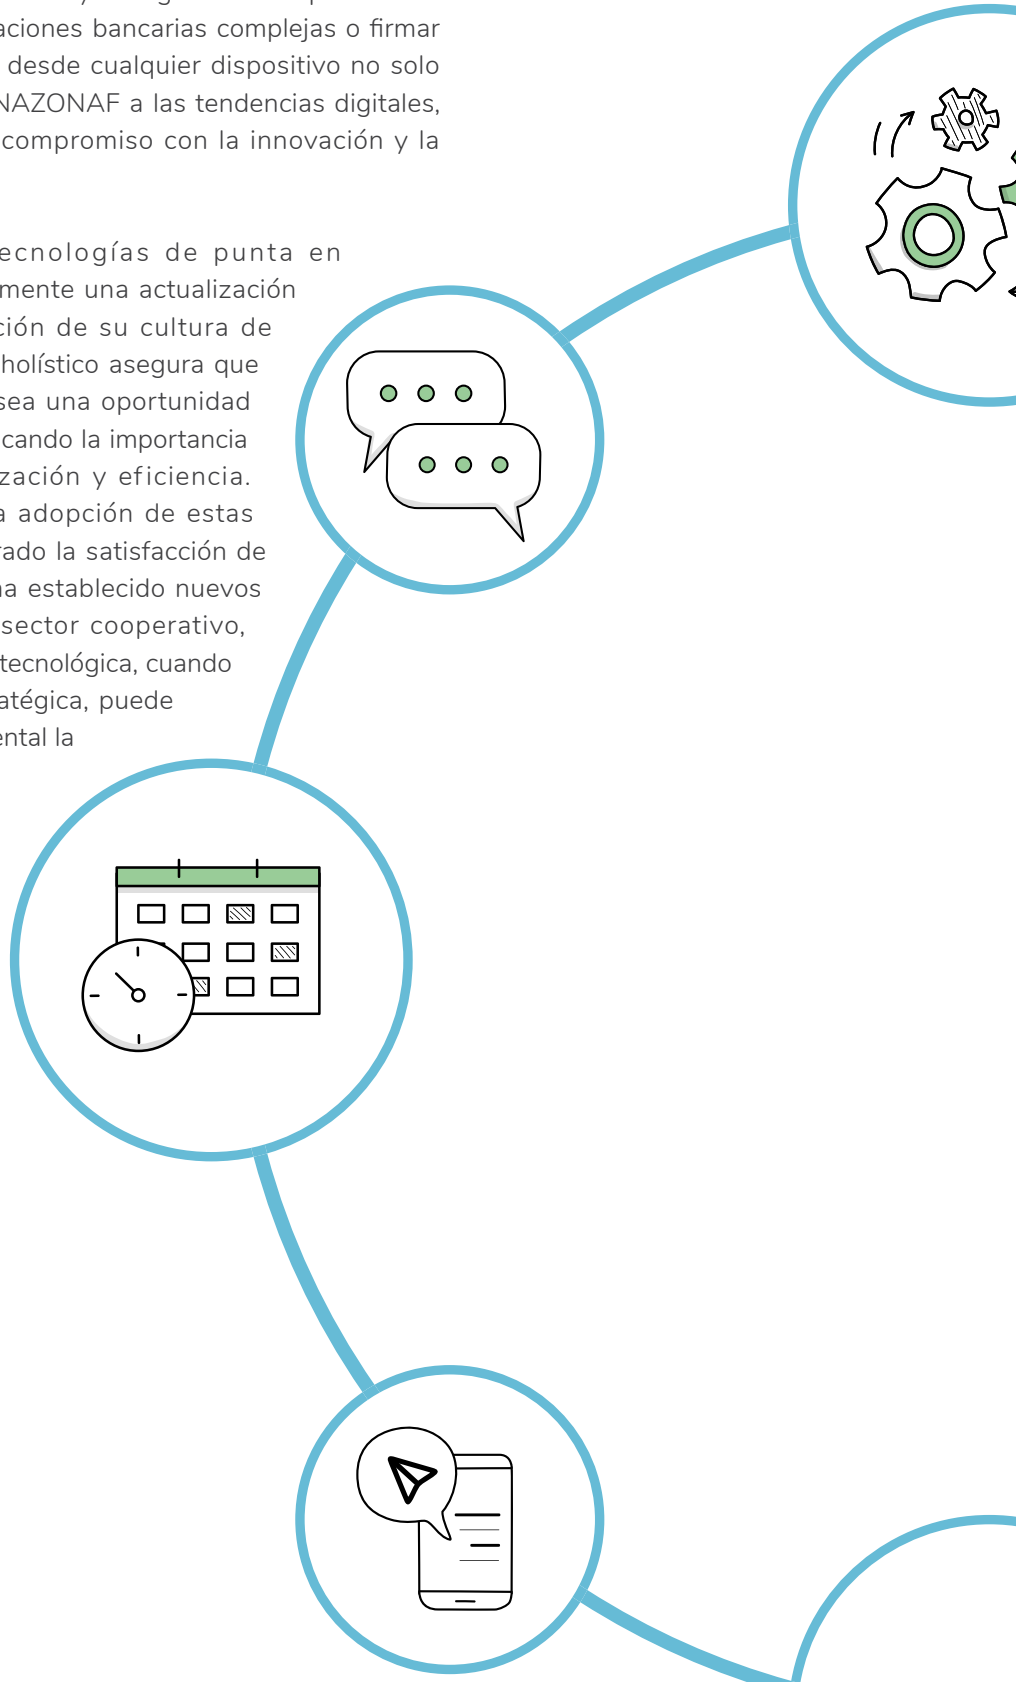 aciones bancarias complejas o firmar
desde cualquier dispositivo no solo
NAZONAF a las tendencias digitales,
compromiso con la innovación y la
ecnologías de punta en
mente una actualización
ción de su cultura de
holístico asegura que
sea una oportunidad
cando la importancia
zación y eficiencia.
a adopción de estas
rado la satisfacción de
ha establecido nuevos
sector cooperativo,
tecnológica, cuando
atégica, puede
ental la